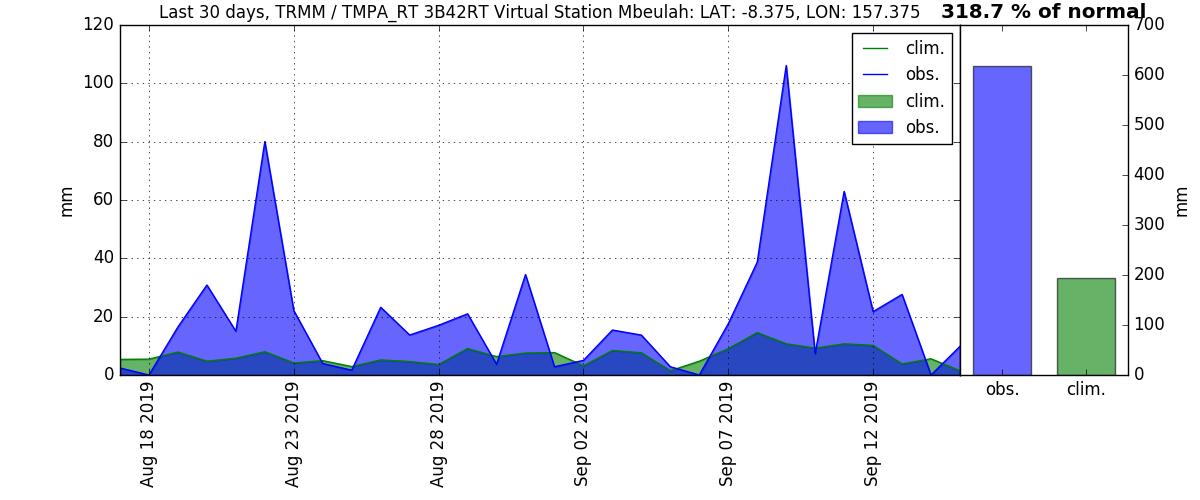 Last 30 days, TRMM / TMPA_RT 3B42RT Virtual Station Mbeulah: LAT: -8.375, LON: 157.375
318.7 % of normal
120
100
80
60
40
20
0
mm
clim.
obs.
clim.
obs.
700
600
500
400
300
200
100
0
mm
Aug 18 2019
Aug 23 2019
Aug 28 2019
Sep 02 2019
Sep 07 2019
Sep 12 2019
obs.
clim.